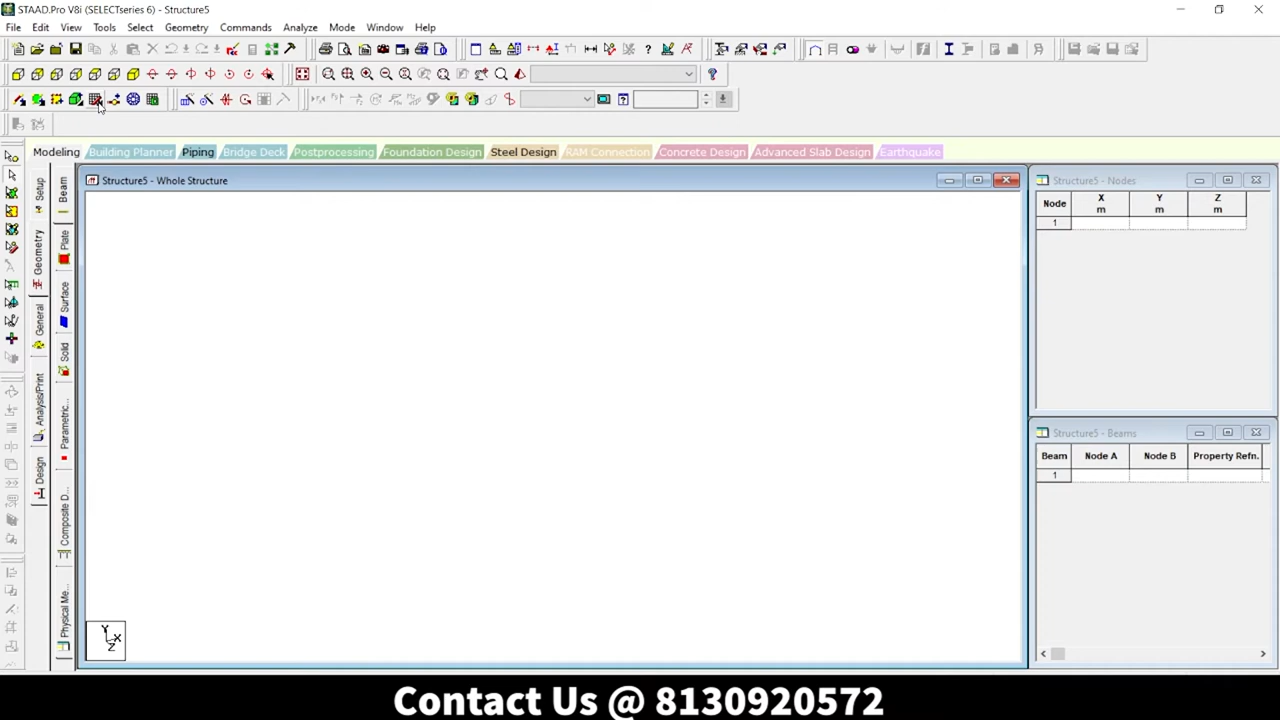 STAAD.Pro V8i (SELECTseries 6) - Structure5
File Edit View Tools Select Geometry Commands Analyze Mode Window Help
Modeling Building Planner Piping Bridge Deck Postprocessing Foundation Design Steel Design RAM Connection Concrete Design Advanced Slab Design Earthquake
Setup
Geometry
General
Analysis/Print
Design
Beam
Plate
Surface
Solid
Parametric...
Composite D...
Physical Me...
Structure5 - Whole Structure
Y
X
Z
Structure5 - Nodes
Node X Y Z
m m m
1
Structure5 - Beams
Beam Node A Node B Property Refn.
1
Contact Us @ 8130920572